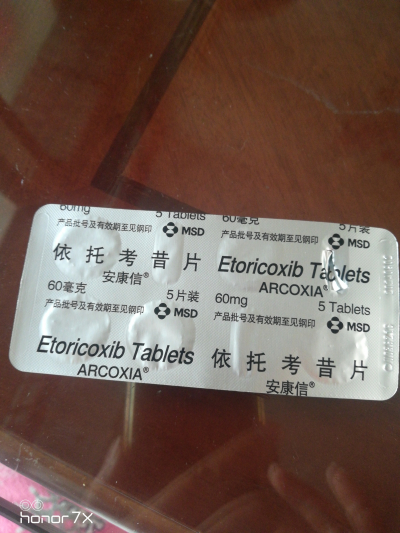 60mg 5 Tablets
产品批号及有效期至见钢印 MSD
依托考昔片
安康信®
60毫克 5片装
产品批号及有效期至见钢印 MSD
Etoricoxib Tablets
ARCOXIA®
60毫克 5片装
产品批号及有效期至见钢印 MSD
Etoricoxib Tablets
ARCOXIA®
60mg 5 Tablets
产品批号及有效期至见钢印 MSD
依托考昔片
安康信®
honor 7X